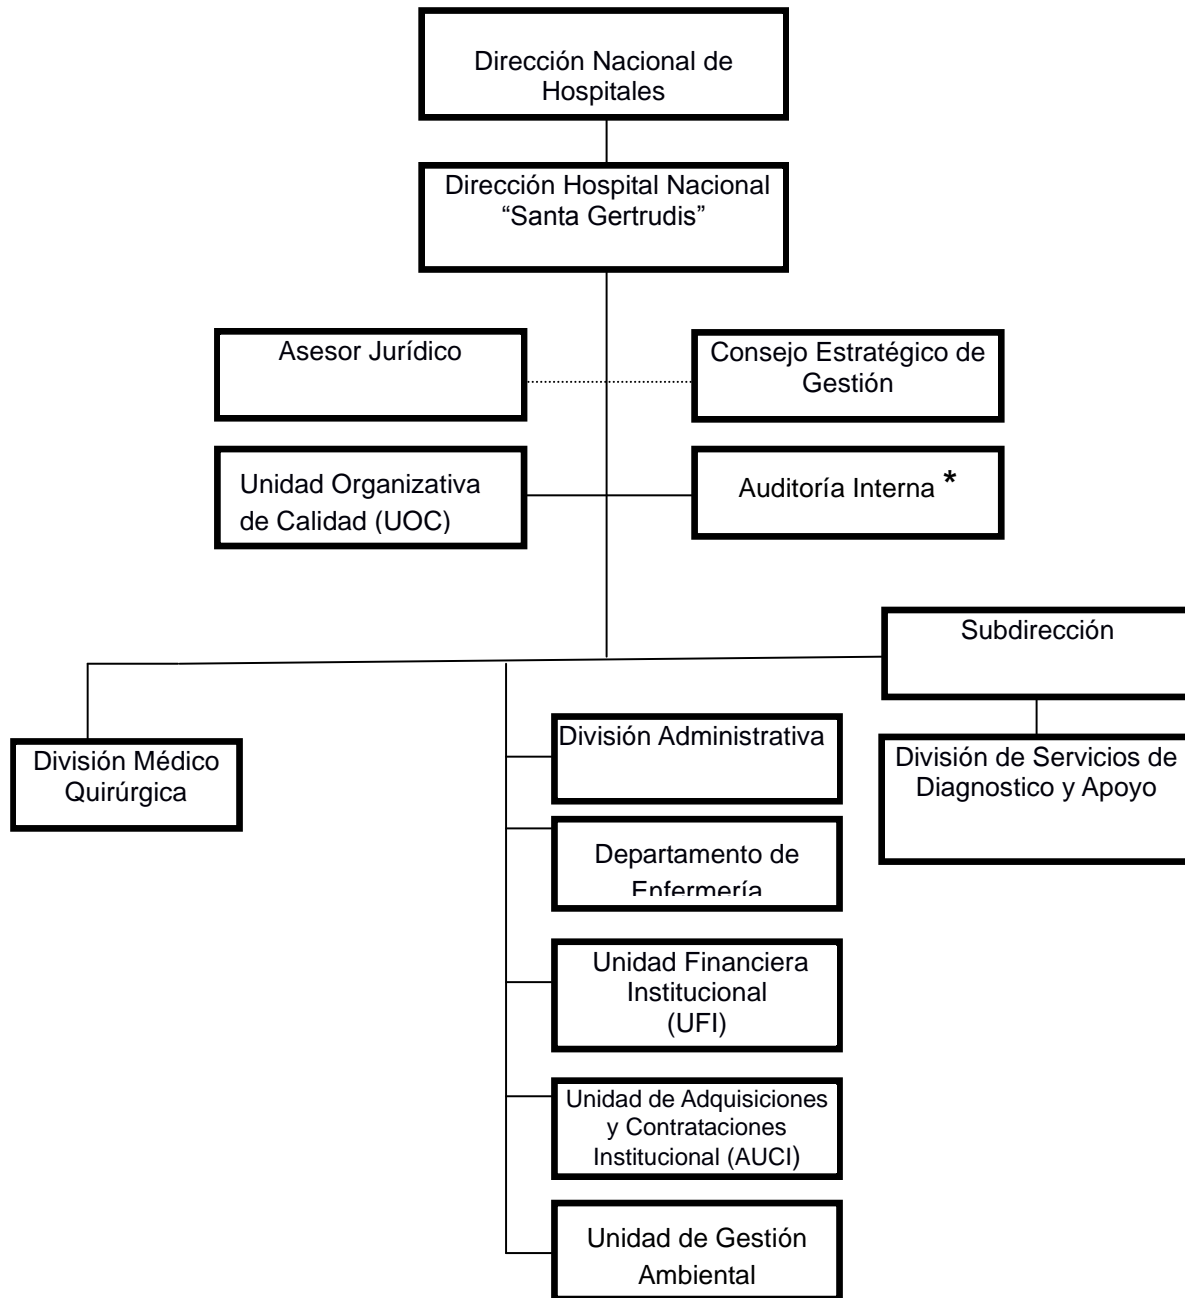 Dirección Nacional de
Hospitales
Dirección Hospital Nacional
“Santa Gertrudis”
Asesor Jurídico
Consejo Estratégico de
Gestión
Unidad Organizativa
de Calidad (UOC)
Auditoría Interna *
Subdirección
División Médico
Quirúrgica
División Administrativa
División de Servicios de
Diagnostico y Apoyo
Departamento de
Enfermería
Unidad Financiera
Institucional
(UFI)
Unidad de Adquisiciones
y Contrataciones
Institucional (AUCI)
Unidad de Gestión
Ambiental